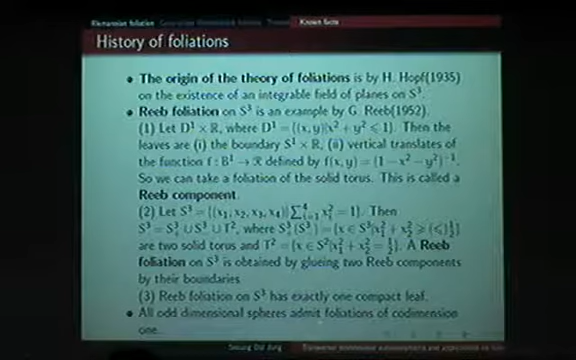 Riemannian foliation
Known facts
History of foliations
• The origin of the theory of foliations is by H. Hopf(1935)
on the existence of an integrable field of planes on S³.
• Reeb foliation on S³ is an example by G. Reeb(1952).
(1) Let D¹ × ℝ, where D¹ = {(x, y)|x² + y² ⩽ 1}. Then the
leaves are (i) the boundary S¹ × ℝ, (ii) vertical translates of
the function f : B¹ → ℝ defined by f(x, y) = (1 − x² − y²)⁻¹.
So we can take a foliation of the solid torus. This is called a
Reeb component.
(2) Let S³ = {(x₁, x₂, x₃, x₄)| ∑⁴ᵢ₌₁ xᵢ² = 1}. Then
S³ = S³₊ ∪ S³₋ ∪ T², where S³₊(S³₋) = {x ∈ S³|x₁² + x₂² ⩾ (⩽)½}
are two solid torus and T² = {x ∈ S³|x₁² + x₂² = ½}. A Reeb
foliation on S³ is obtained by glueing two Reeb components
by their boundaries.
(3) Reeb foliation on S³ has exactly one compact leaf.
• All odd dimensional spheres admit foliations of codimension
one.
Seoung Dal Jung